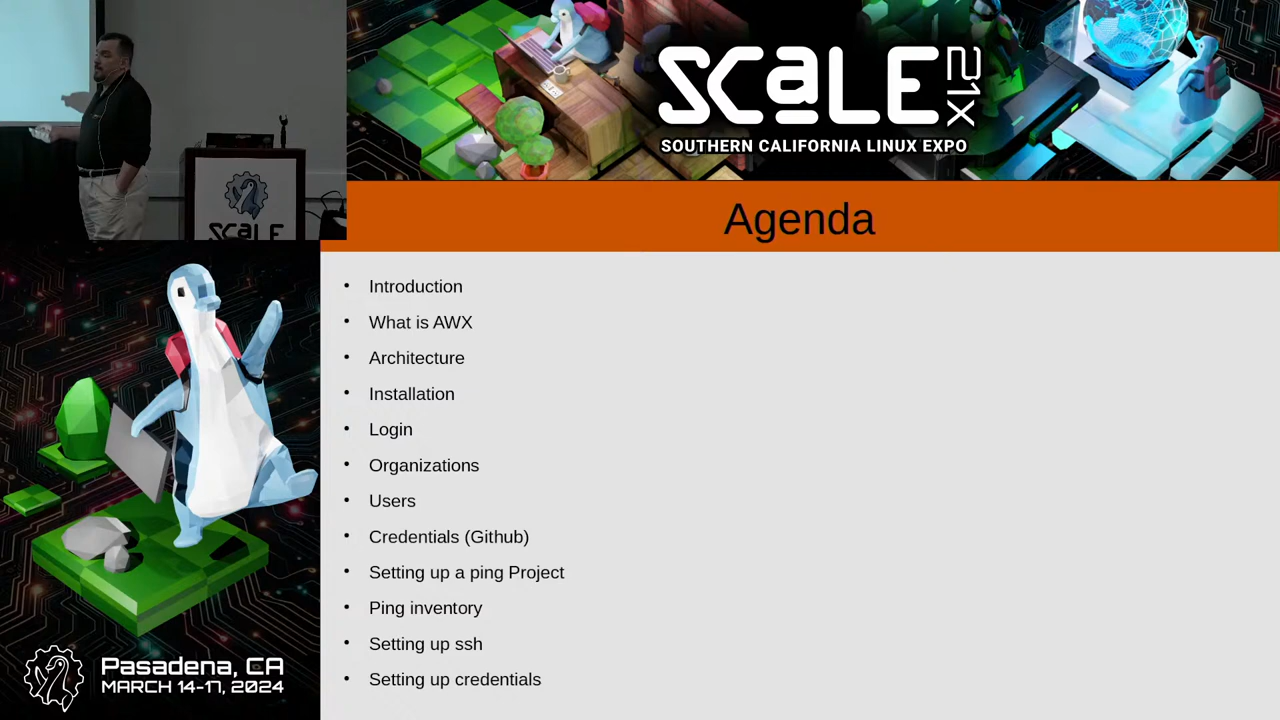 SCaLE 21X
SOUTHERN CALIFORNIA LINUX EXPO
SCaLE
Agenda
• Introduction
• What is AWX
• Architecture
• Installation
• Login
• Organizations
• Users
• Credentials (Github)
• Setting up a ping Project
• Ping inventory
• Setting up ssh
• Setting up credentials
Pasadena, CA
MARCH 14-17, 2024